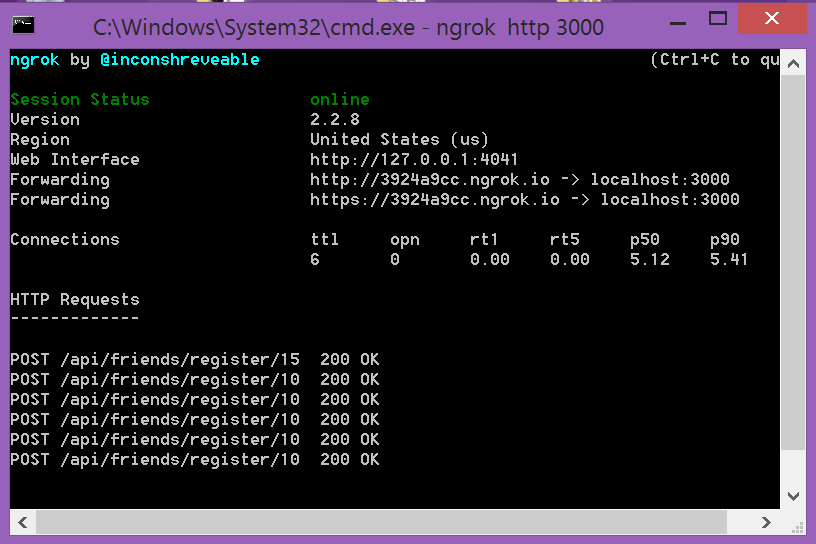 C:\Windows\System32\cmd.exe - ngrok  http 3000
ngrok by @inconshreveable (Ctrl+C to qu
Session Status online
Version 2.2.8
Region United States (us)
Web Interface http://127.0.0.1:4041
Forwarding http://3924a9cc.ngrok.io -> localhost:3000
Forwarding https://3924a9cc.ngrok.io -> localhost:3000
Connections ttl opn rt1 rt5 p50 p90
6 0 0.00 0.00 5.12 5.41
HTTP Requests
-------------
POST /api/friends/register/15  200 OK
POST /api/friends/register/10  200 OK
POST /api/friends/register/10  200 OK
POST /api/friends/register/10  200 OK
POST /api/friends/register/10  200 OK
POST /api/friends/register/10  200 OK